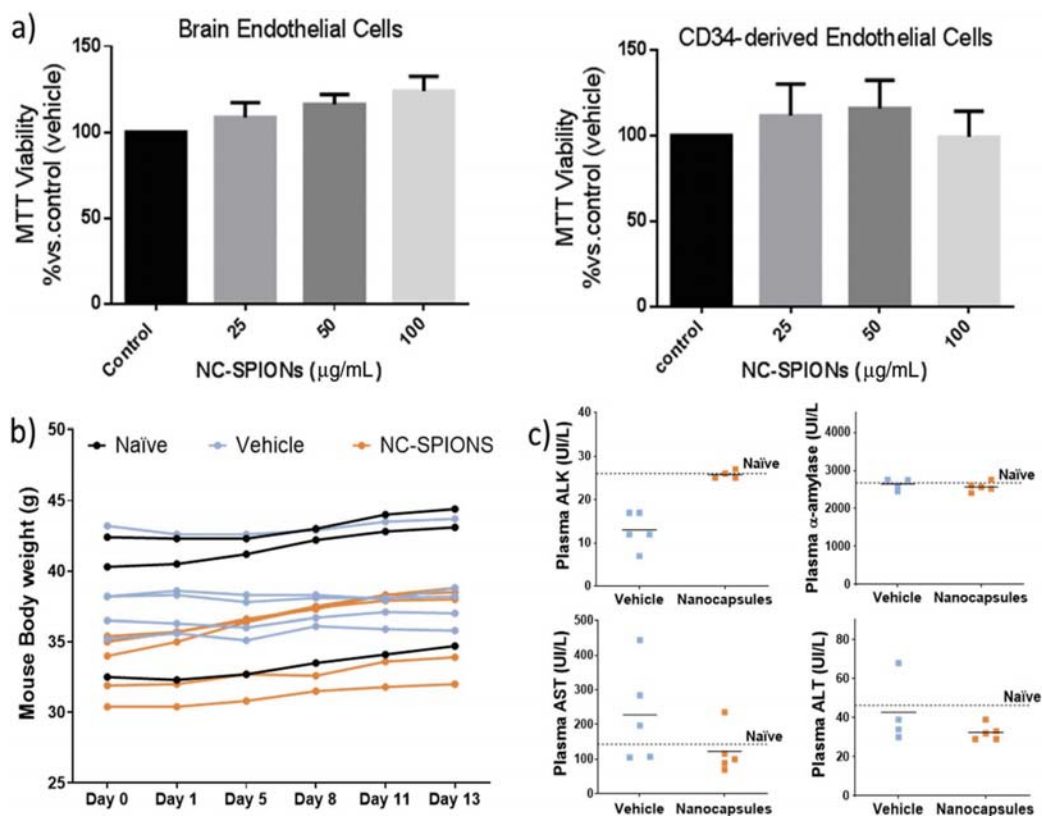 a)
Brain Endothelial Cells
MTT Viability
%vs.control (vehicle)
150
100
50
0
Control
25
50
100
NC-SPIONs (µg/mL)
CD34-derived Endothelial Cells
MTT Viability
%vs.control (vehicle)
150
100
50
0
control
25
50
100
NC-SPIONs (µg/mL)
b)
Mouse Body weight (g)
50
45
40
35
30
25
Naïve
Vehicle
NC-SPIONS
Day 0
Day 1
Day 5
Day 8
Day 11
Day 13
c)
Plasma ALK (UI/L)
40
30
20
10
0
Naïve
Vehicle
Nanocapsules
Plasma α-amylase (UI/L)
4000
3000
2000
1000
0
Naïve
Vehicle
Nanocapsules
Plasma AST (UI/L)
500
400
300
200
100
0
Naïve
Vehicle
Nanocapsules
Plasma ALT (UI/L)
80
60
40
20
0
Naïve
Vehicle
Nanocapsules